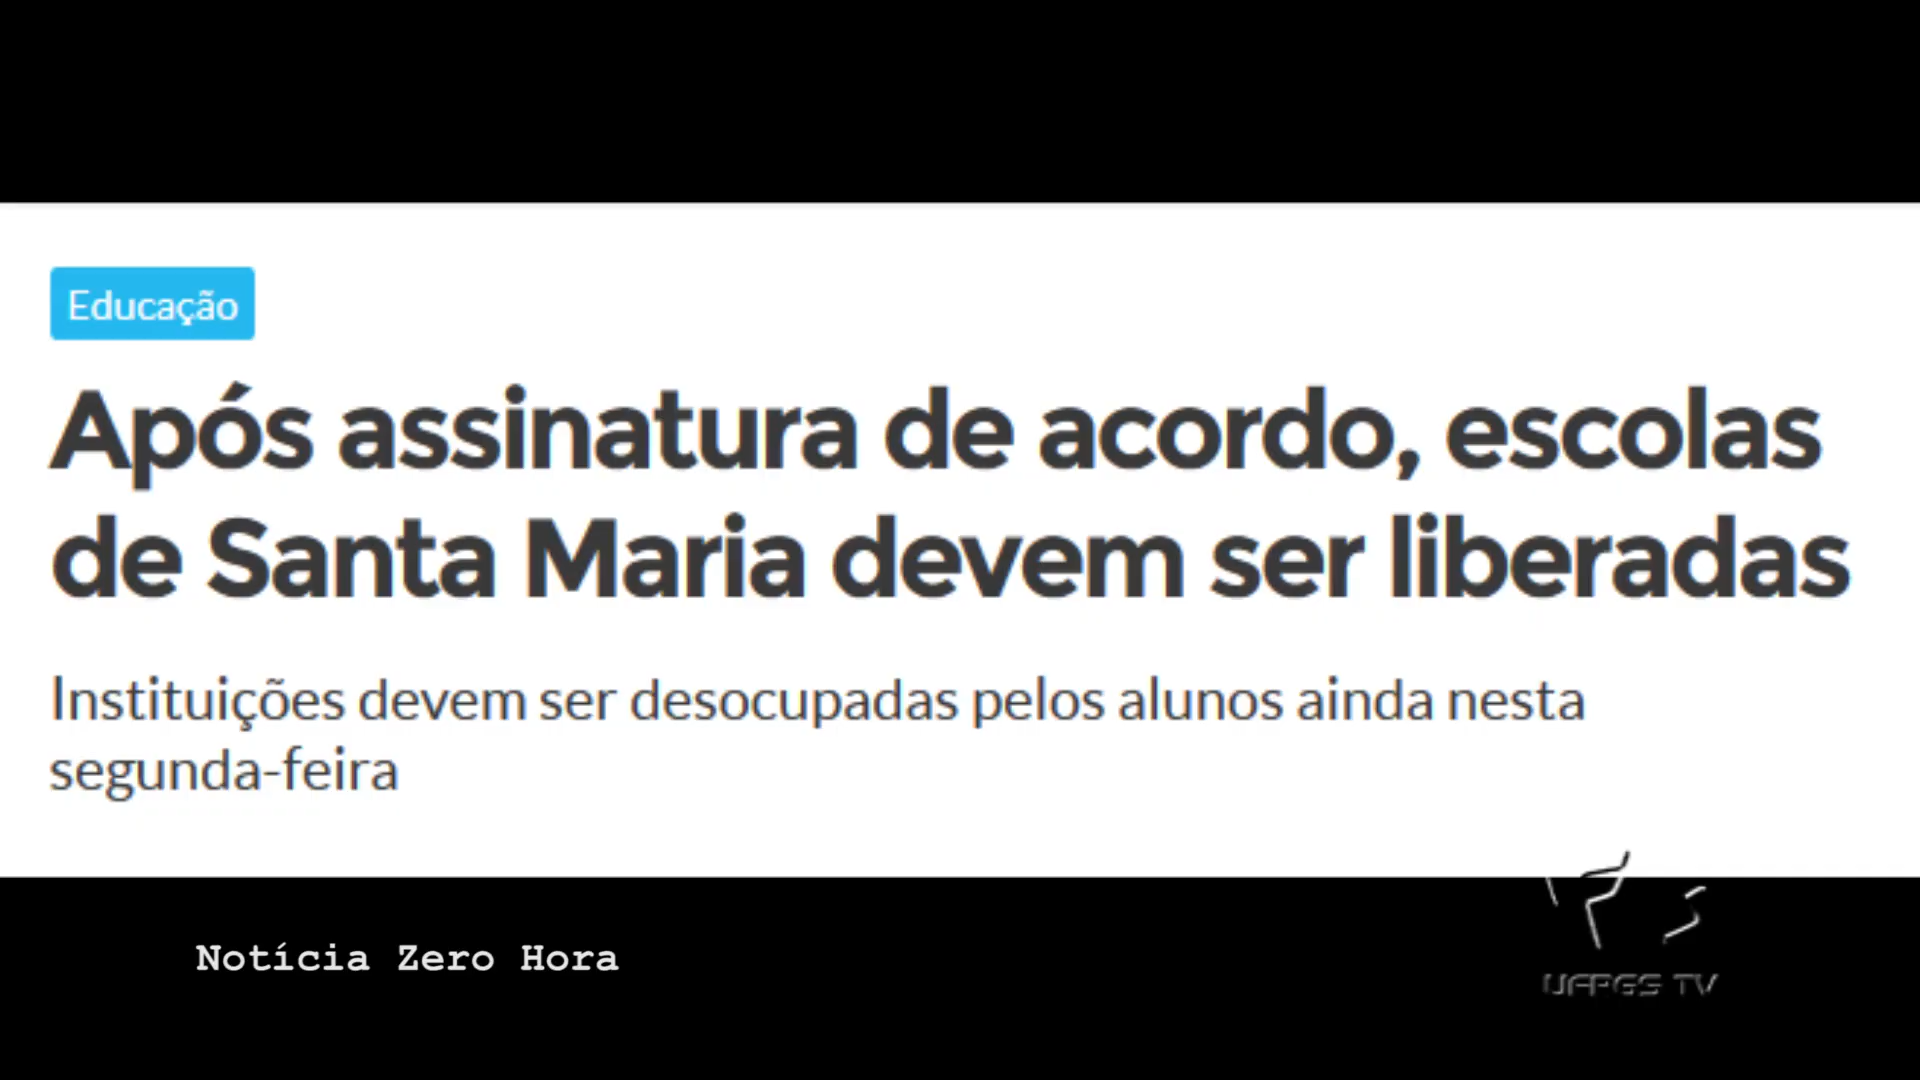 Educação
Após assinatura de acordo, escolas
de Santa Maria devem ser liberadas
Instituições devem ser desocupadas pelos alunos ainda nesta
segunda-feira
Notícia Zero Hora
UFRGS TV